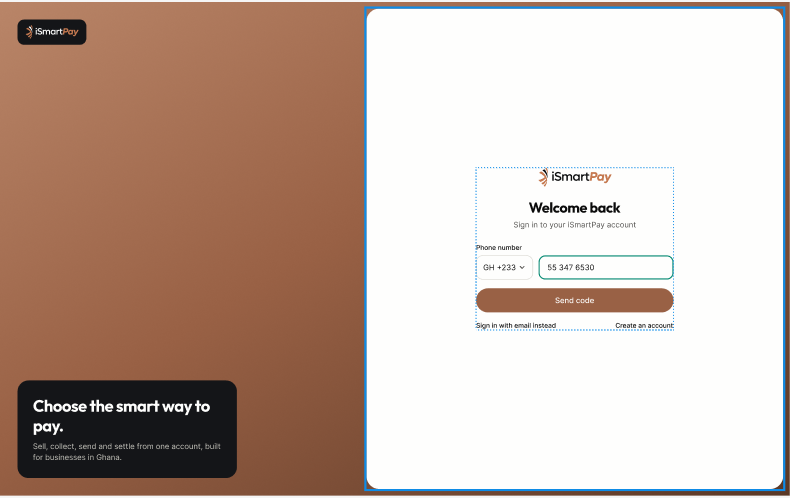 iSmartPay
Choose the smart way to
pay.
Sell, collect, send and settle from one account, built
for businesses in Ghana.
iSmartPay
Welcome back
Sign in to your iSmartPay account
Phone number
GH +233 55 347 6530
Send code
Sign in with email instead Create an account